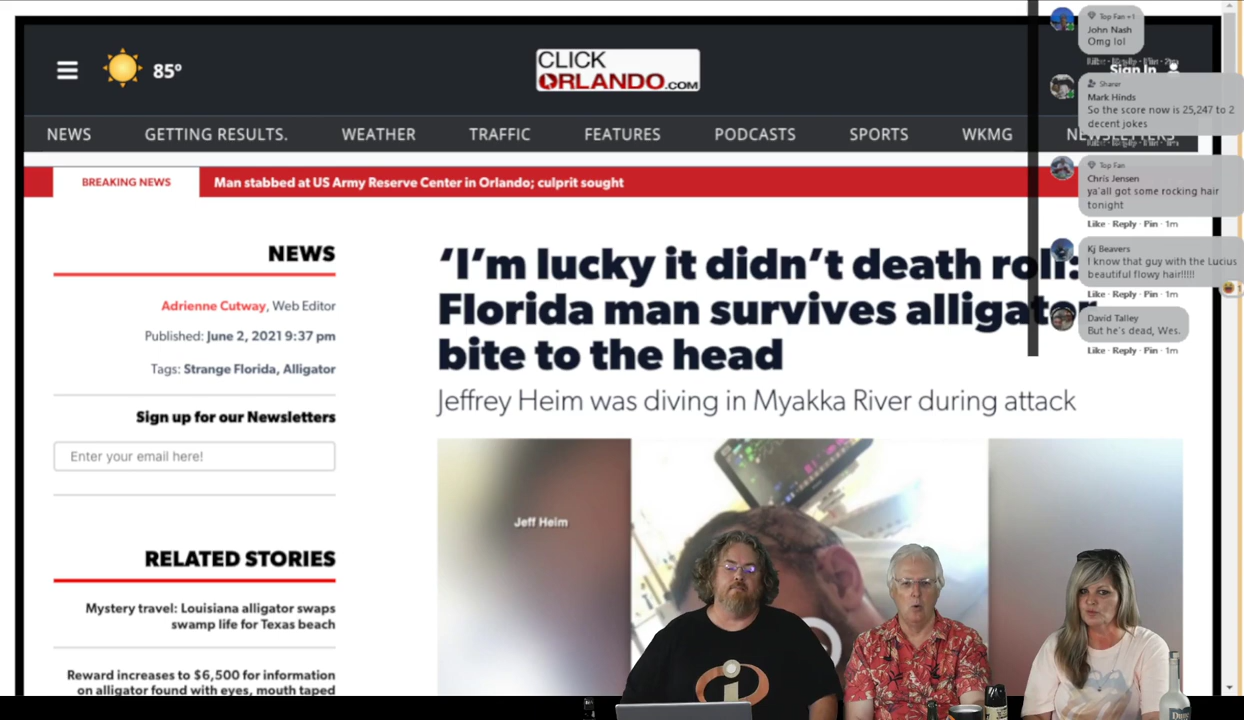 85°
CLICK
ORLANDO.COM
Sign In
NEWS GETTING RESULTS. WEATHER TRAFFIC FEATURES PODCASTS SPORTS WKMG NEWSLETTERS
BREAKING NEWS Man stabbed at US Army Reserve Center in Orlando; culprit sought
NEWS
Adrienne Cutway, Web Editor
Published: June 2, 2021 9:37 pm
Tags: Strange Florida, Alligator
Sign up for our Newsletters
Enter your email here!
RELATED STORIES
Mystery travel: Louisiana alligator swaps
swamp life for Texas beach
Reward increases to $6,500 for information
on alligator found with eyes, mouth taped
‘I’m lucky it didn’t death roll:
Florida man survives alligator
bite to the head
Jeffrey Heim was diving in Myakka River during attack
Jeff Heim
Top Fan +1
John Nash
Omg lol
Sharer
Mark Hinds
So the score now is 25,247 to 2
decent jokes
Top Fan
Chris Jensen
ya'all got some rocking hair
tonight
Like · Reply · Pin · 1m
Kj Beavers
I know that guy with the Lucius
beautiful flowy hair!!!!!
1
Like · Reply · Pin · 1m
David Talley
But he's dead, Wes.
Like · Reply · Pin · 1m